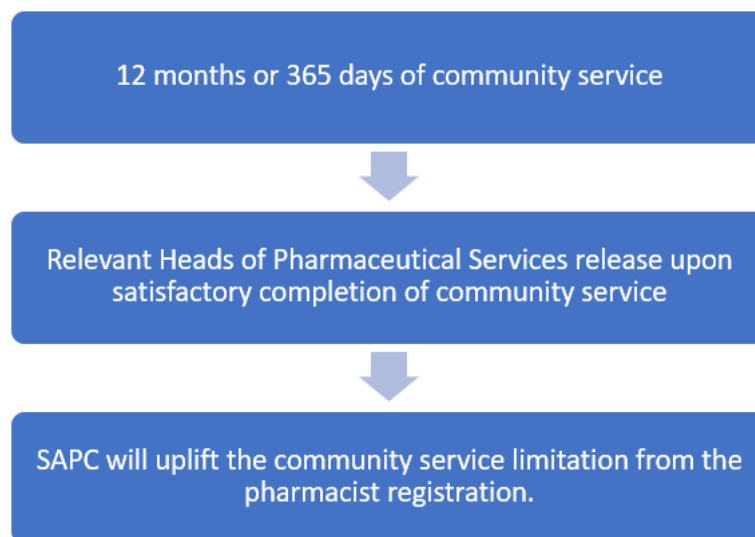 12 months or 365 days of community service
Relevant Heads of Pharmaceutical Services release upon
satisfactory completion of community service
SAPC will uplift the community service limitation from the
pharmacist registration.